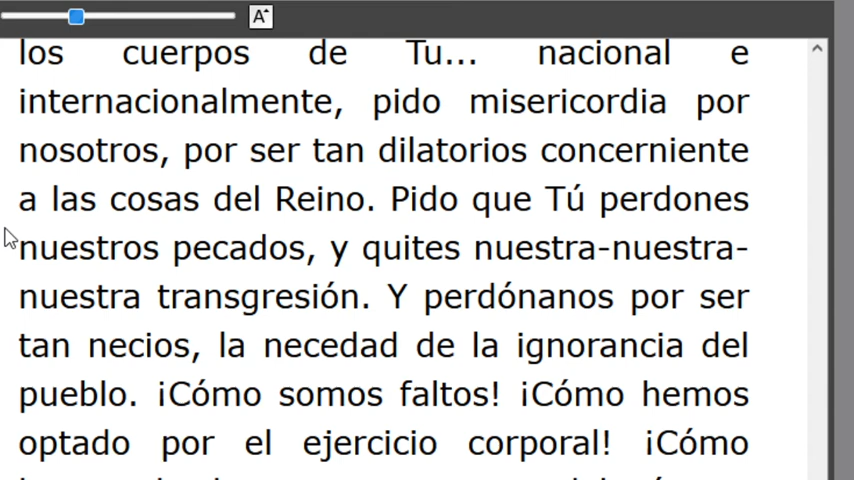 A
los cuerpos de Tu... nacional e
internacionalmente, pido misericordia por
nosotros, por ser tan dilatorios concerniente
a las cosas del Reino. Pido que Tú perdones
nuestros pecados, y quites nuestra-nuestra-
nuestra transgresión. Y perdónanos por ser
tan necios, la necedad de la ignorancia del
pueblo. ¡Cómo somos faltos! ¡Cómo hemos
optado por el ejercicio corporal! ¡Cómo